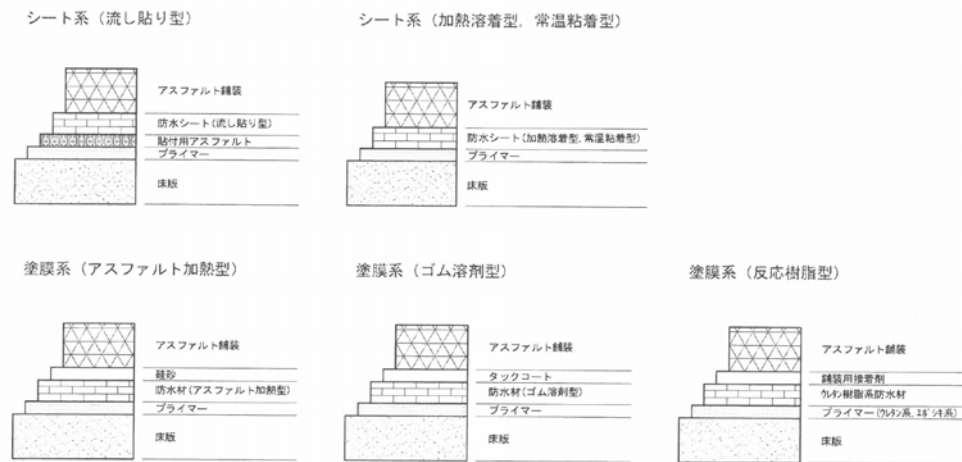 シート系（流し貼り型）
アスファルト舗装
防水シート(流し貼り型)
貼付用アスファルト
プライマー
床版
シート系（加熱溶着型，常温粘着型）
アスファルト舗装
防水シート(加熱溶着型,常温粘着型)
プライマー
床版
塗膜系（アスファルト加熱型）
アスファルト舗装
硅砂
防水材(アスファルト加熱型)
プライマー
床版
塗膜系（ゴム溶剤型）
アスファルト舗装
タックコート
防水材(ゴム溶剤型)
プライマー
床版
塗膜系（反応樹脂型）
アスファルト舗装
舗装用接着剤
ウレタン樹脂系防水材
プライマー(ウレタン系,エポシキ系)
床版